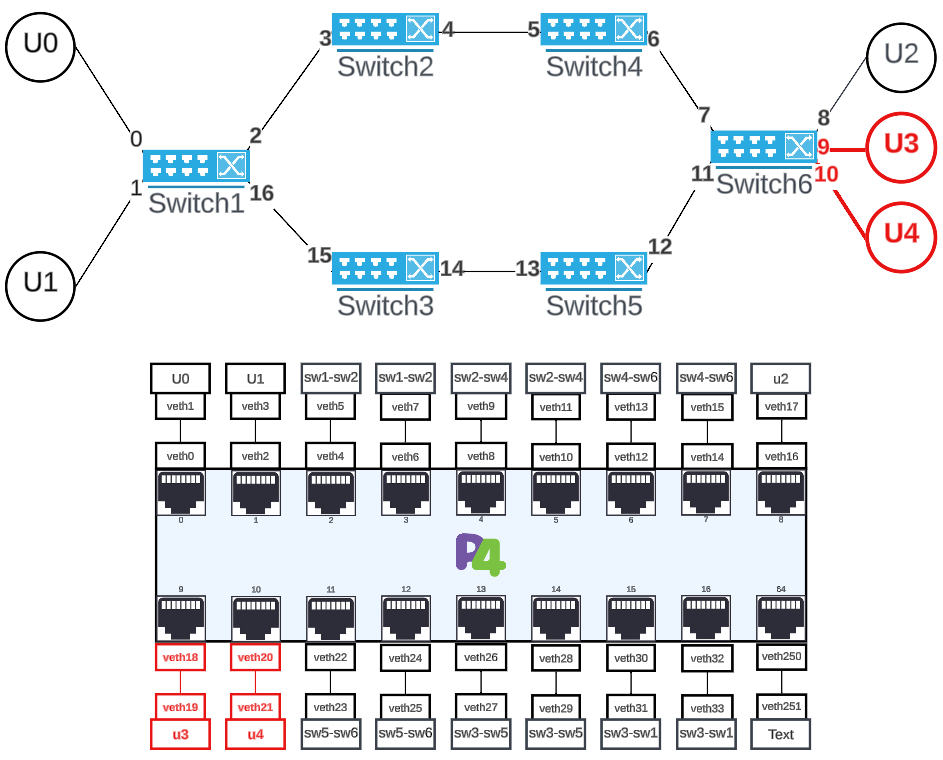 U0
3
4
5
6
U2
Switch2
Switch4
0
2
7
8
9
U3
1
Switch1
16
11
Switch6
10
U4
U1
15
14
13
12
Switch3
Switch5
U0 U1 sw1-sw2 sw1-sw2 sw2-sw4 sw2-sw4 sw4-sw6 sw4-sw6 u2
veth1 veth3 veth5 veth7 veth9 veth11 veth13 veth15 veth17
veth0 veth2 veth4 veth6 veth8 veth10 veth12 veth14 veth16
0 1 2 3 4 5 6 7 8
P4
9 10 11 12 13 14 15 16 64
veth18 veth20 veth22 veth24 veth26 veth28 veth30 veth32 veth250
veth19 veth21 veth23 veth25 veth27 veth29 veth31 veth33 veth251
u3 u4 sw5-sw6 sw5-sw6 sw3-sw5 sw3-sw5 sw3-sw1 sw3-sw1 Text